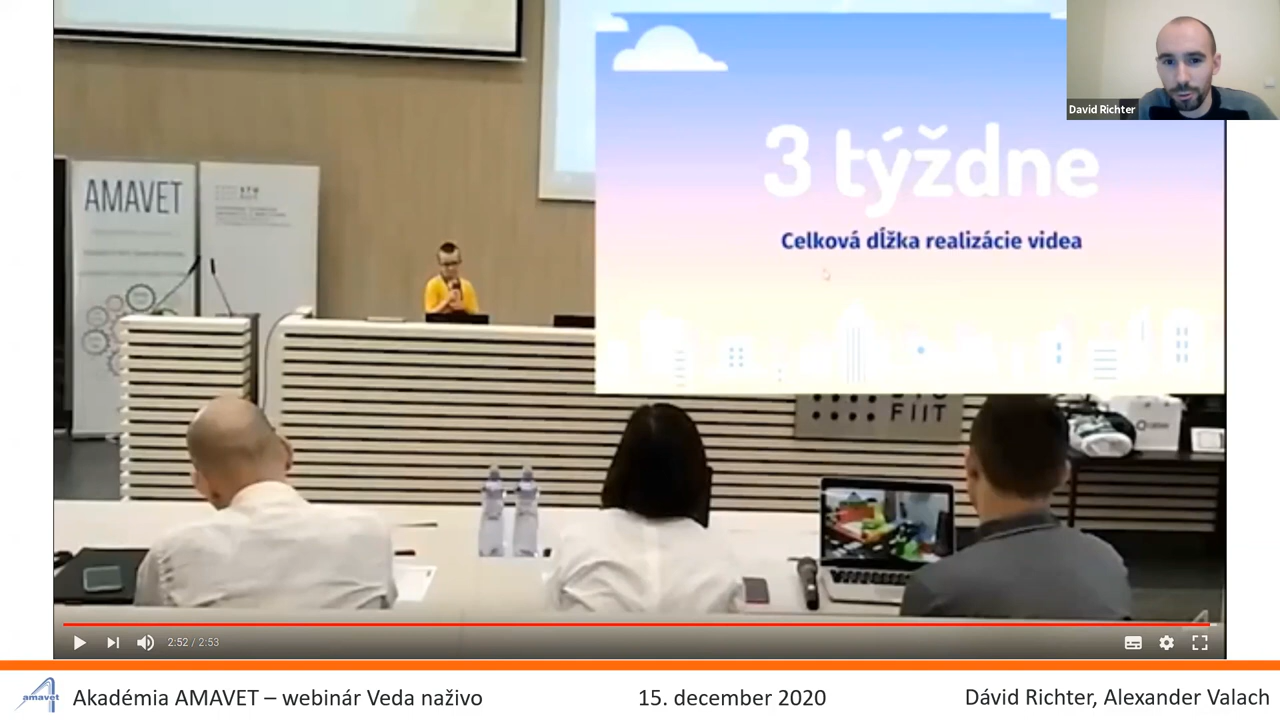 David Richter
3 týždne
Celková dĺžka realizácie videa
AMAVET
STU
FIIT
2:52 / 2:53
amavet
Akadémia AMAVET – webinár Veda naživo
15. december 2020
Dávid Richter, Alexander Valach